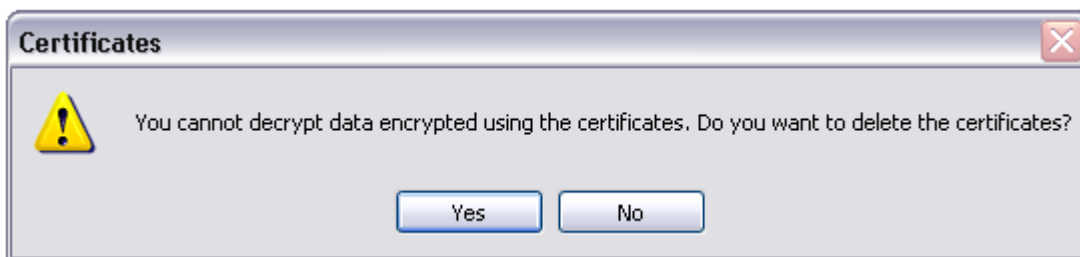 Certificates
You cannot decrypt data encrypted using the certificates. Do you want to delete the certificates?
Yes
No